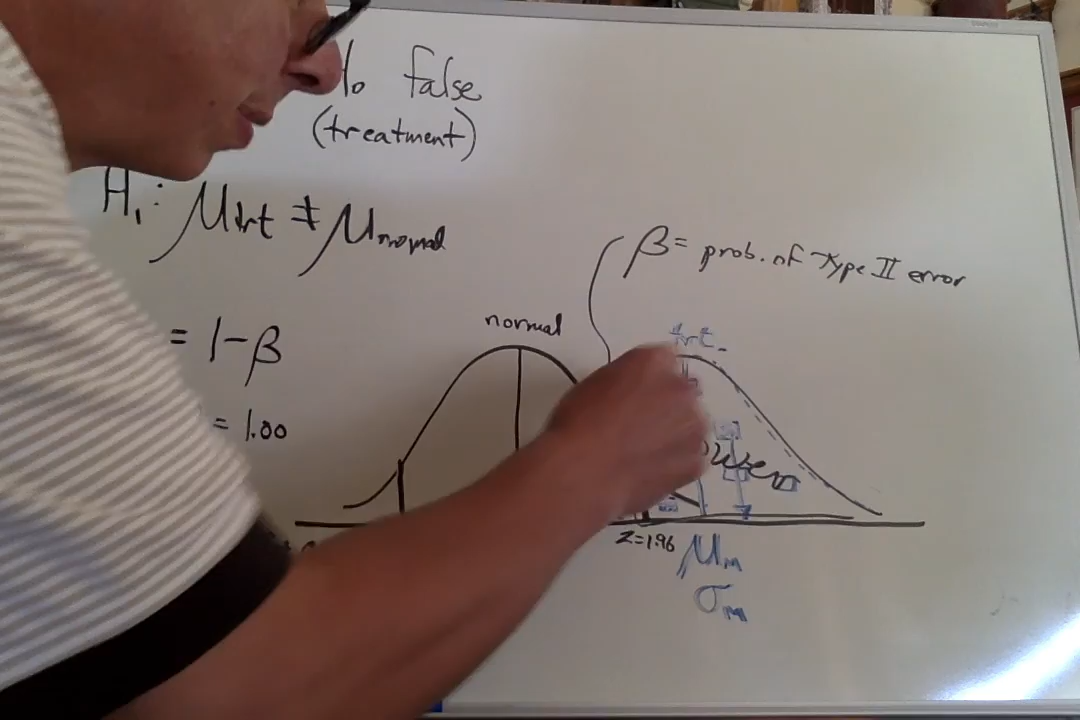 false
(treatment)
H₁: μtrt ≠ μnormal
β = prob. of Type II error
= 1-β
normal
trt.
= 1.00
z=1.96 μm
σm